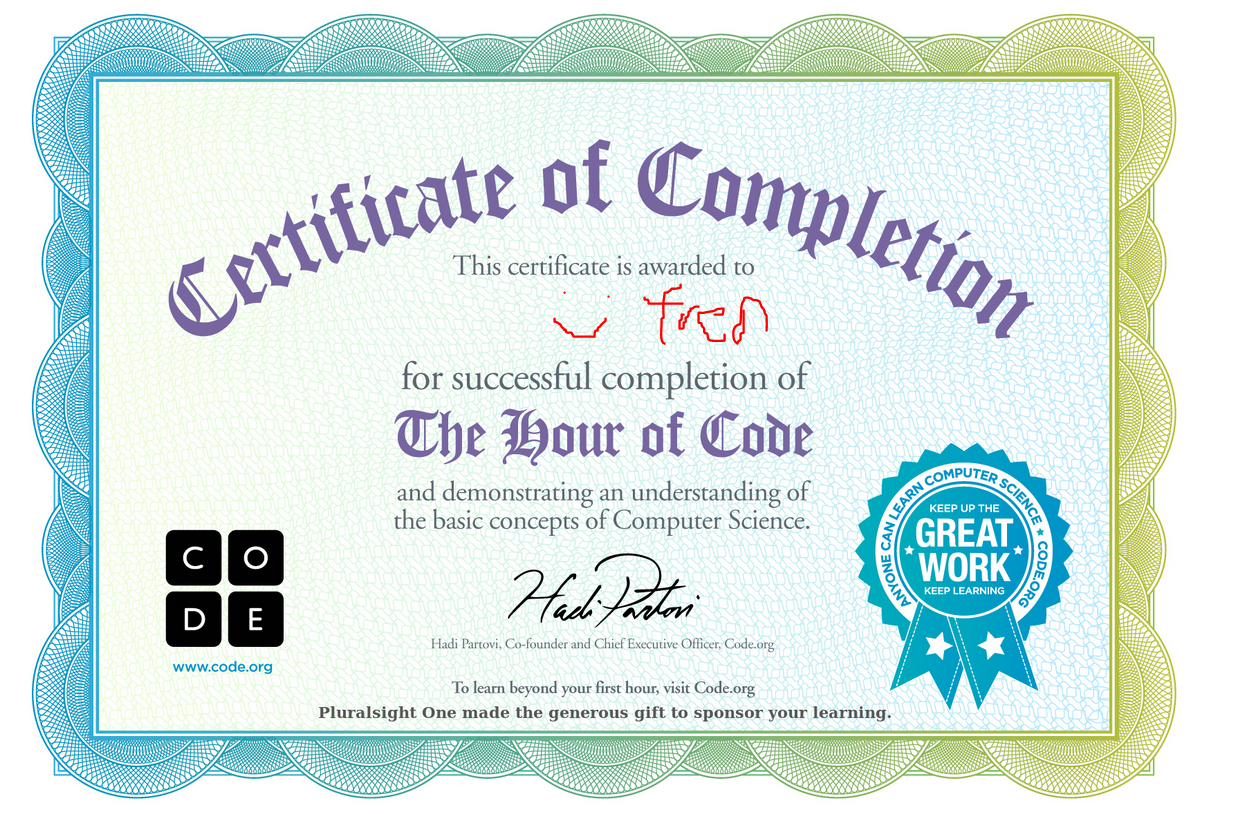 Certificate of Completion
This certificate is awarded to
Fred
for successful completion of
The Hour of Code
and demonstrating an understanding of
the basic concepts of Computer Science.
Hadi Partovi
Hadi Partovi, Co-founder and Chief Executive Officer, Code.org
To learn beyond your first hour, visit Code.org
Pluralsight One made the generous gift to sponsor your learning.
C O
D E
www.code.org
ANYONE CAN LEARN COMPUTER SCIENCE ★ CODE.ORG
KEEP UP THE
GREAT
WORK
KEEP LEARNING